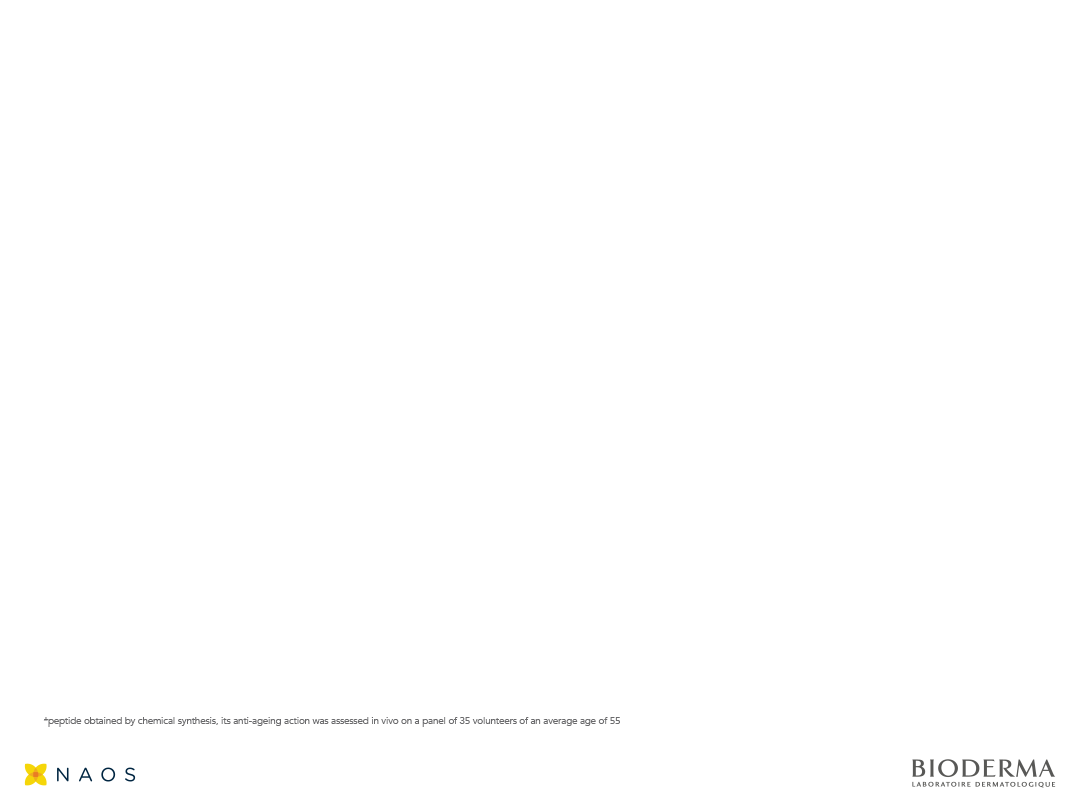 *peptide obtained by chemical synthesis, its anti-ageing action was assessed in vivo on a panel of 35 volunteers of an average age of 55
NAOS
BIODERMA
LABORATOIRE DERMATOLOGIQUE